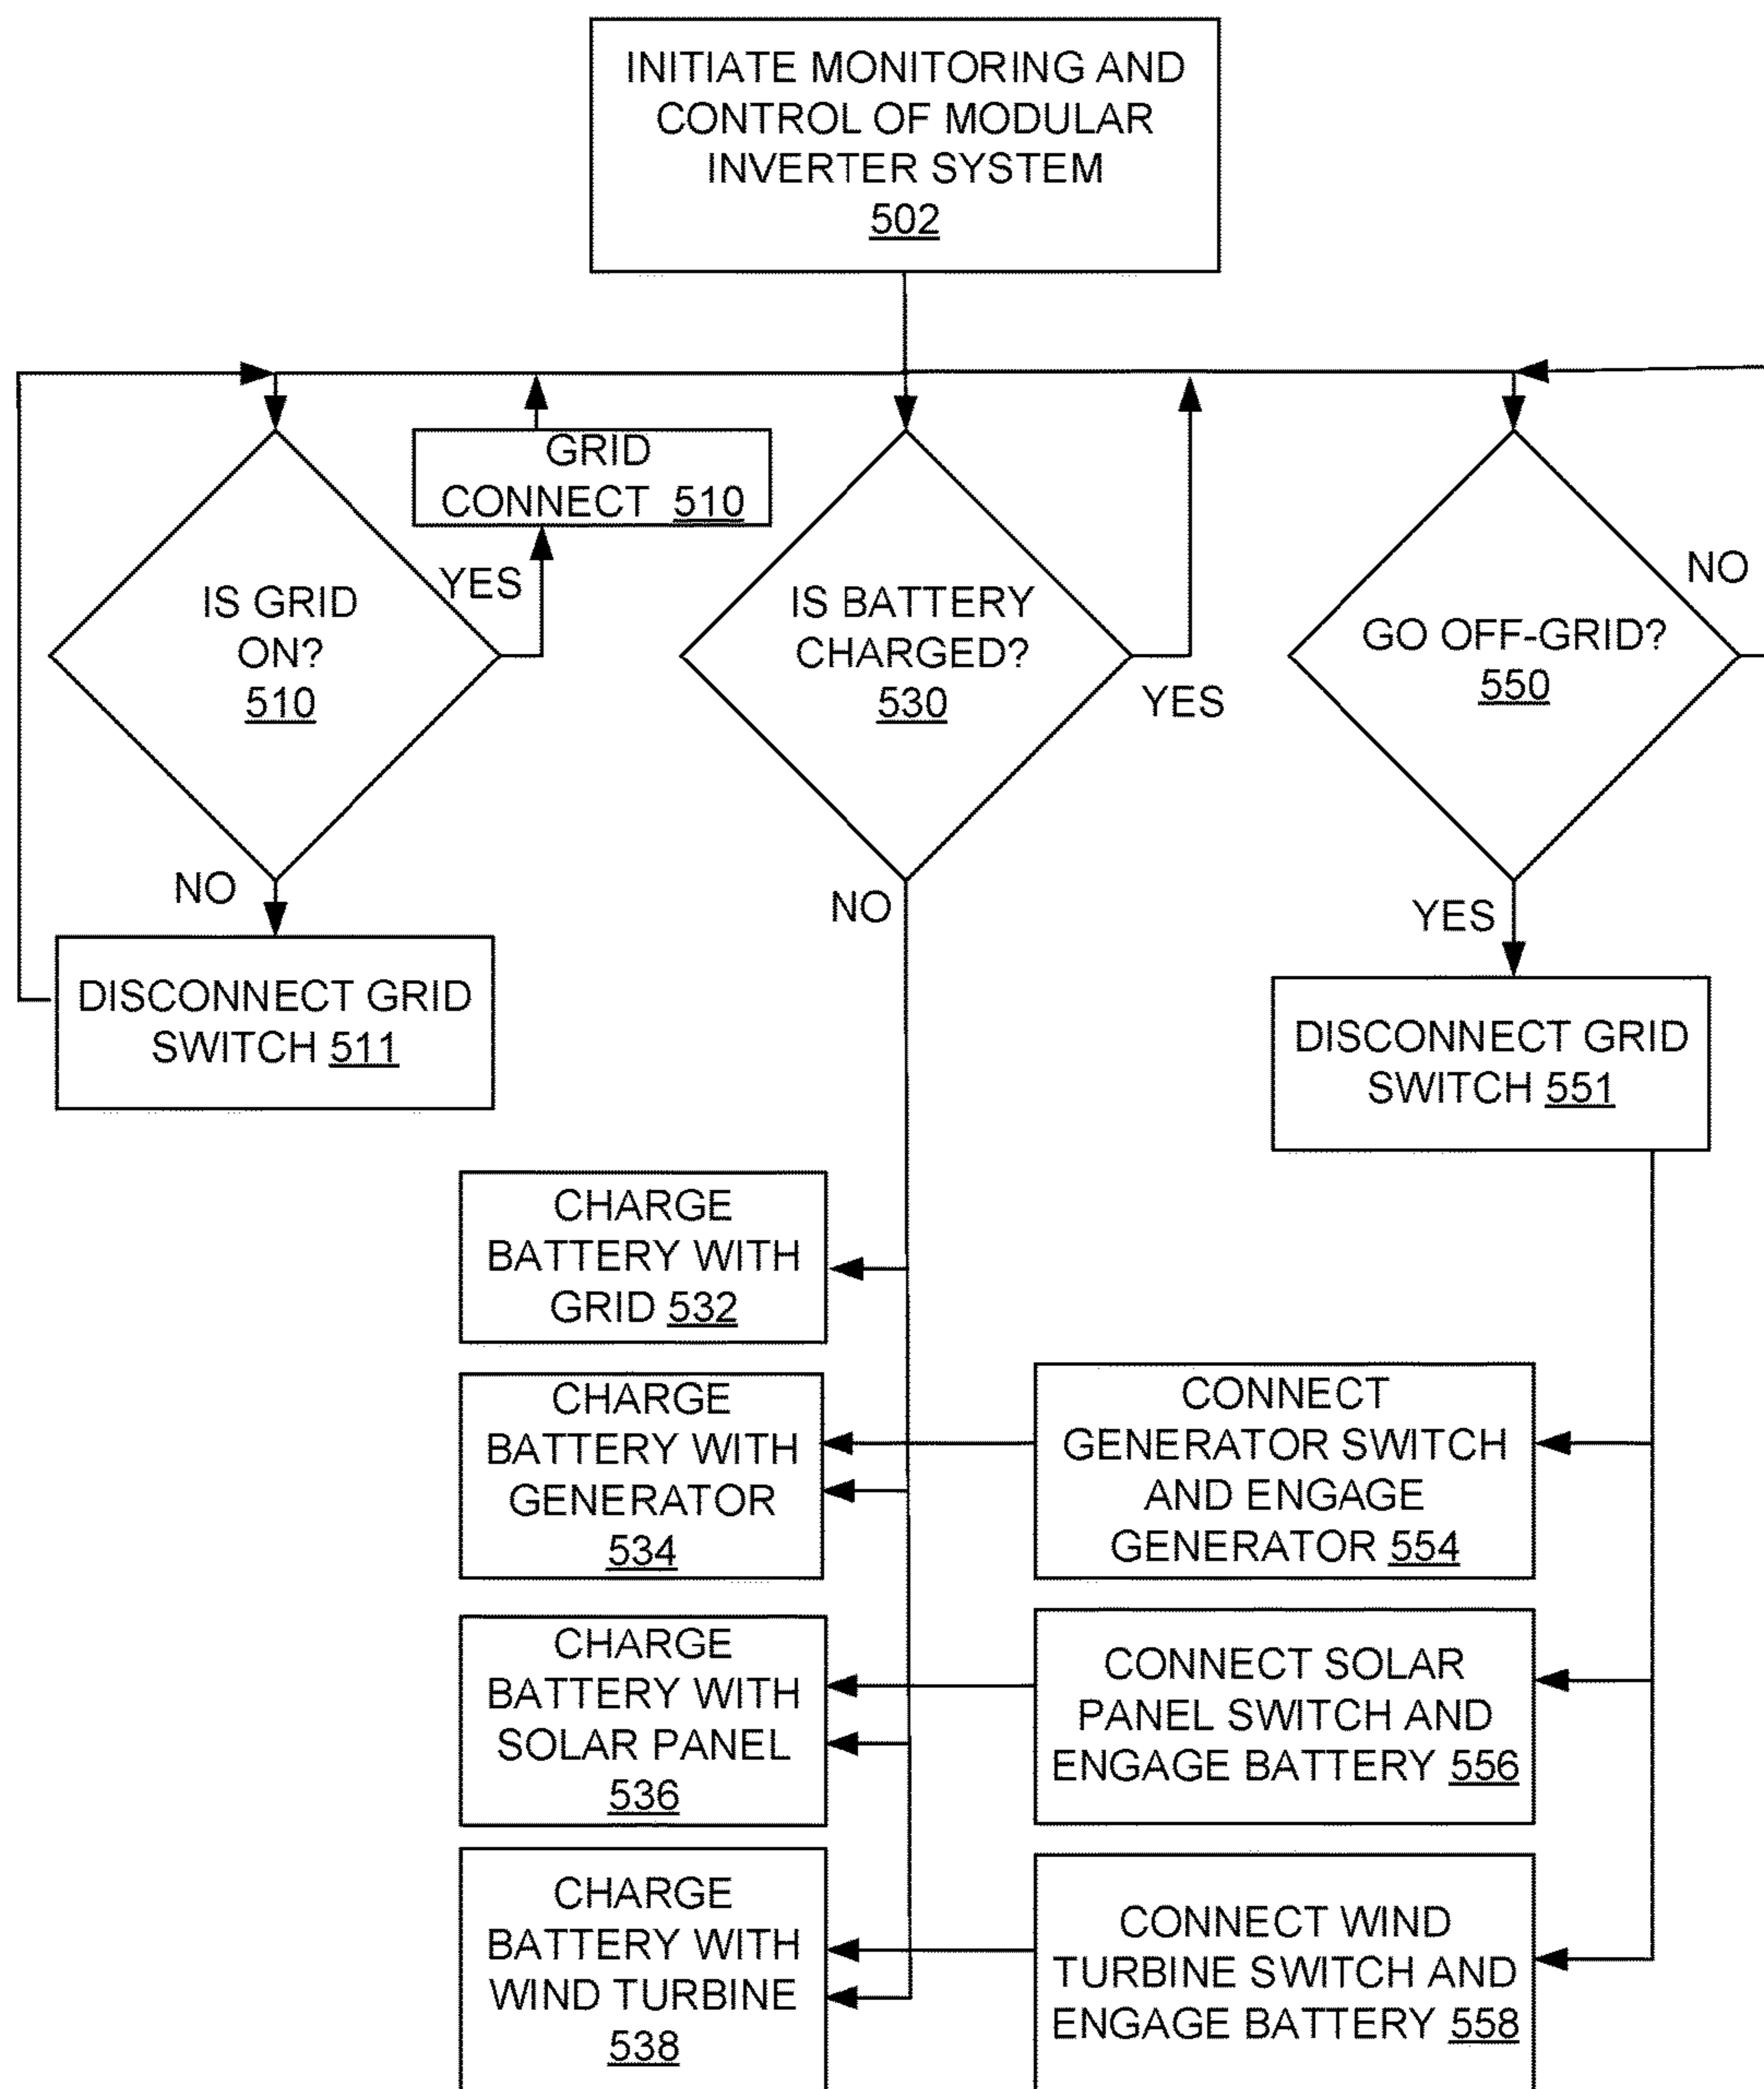 INITIATE MONITORING AND
CONTROL OF MODULAR
INVERTER SYSTEM
502
GRID
CONNECT 510
YES
IS GRID
ON?
510
NO
DISCONNECT GRID
SWITCH 511
IS BATTERY
CHARGED?
530
YES
NO
GO OFF-GRID?
550
NO
YES
DISCONNECT GRID
SWITCH 551
CHARGE
BATTERY WITH
GRID 532
CHARGE
BATTERY WITH
GENERATOR
534
CONNECT
GENERATOR SWITCH
AND ENGAGE
GENERATOR 554
CHARGE
BATTERY WITH
SOLAR PANEL
536
CONNECT SOLAR
PANEL SWITCH AND
ENGAGE BATTERY 556
CHARGE
BATTERY WITH
WIND TURBINE
538
CONNECT WIND
TURBINE SWITCH AND
ENGAGE BATTERY 558